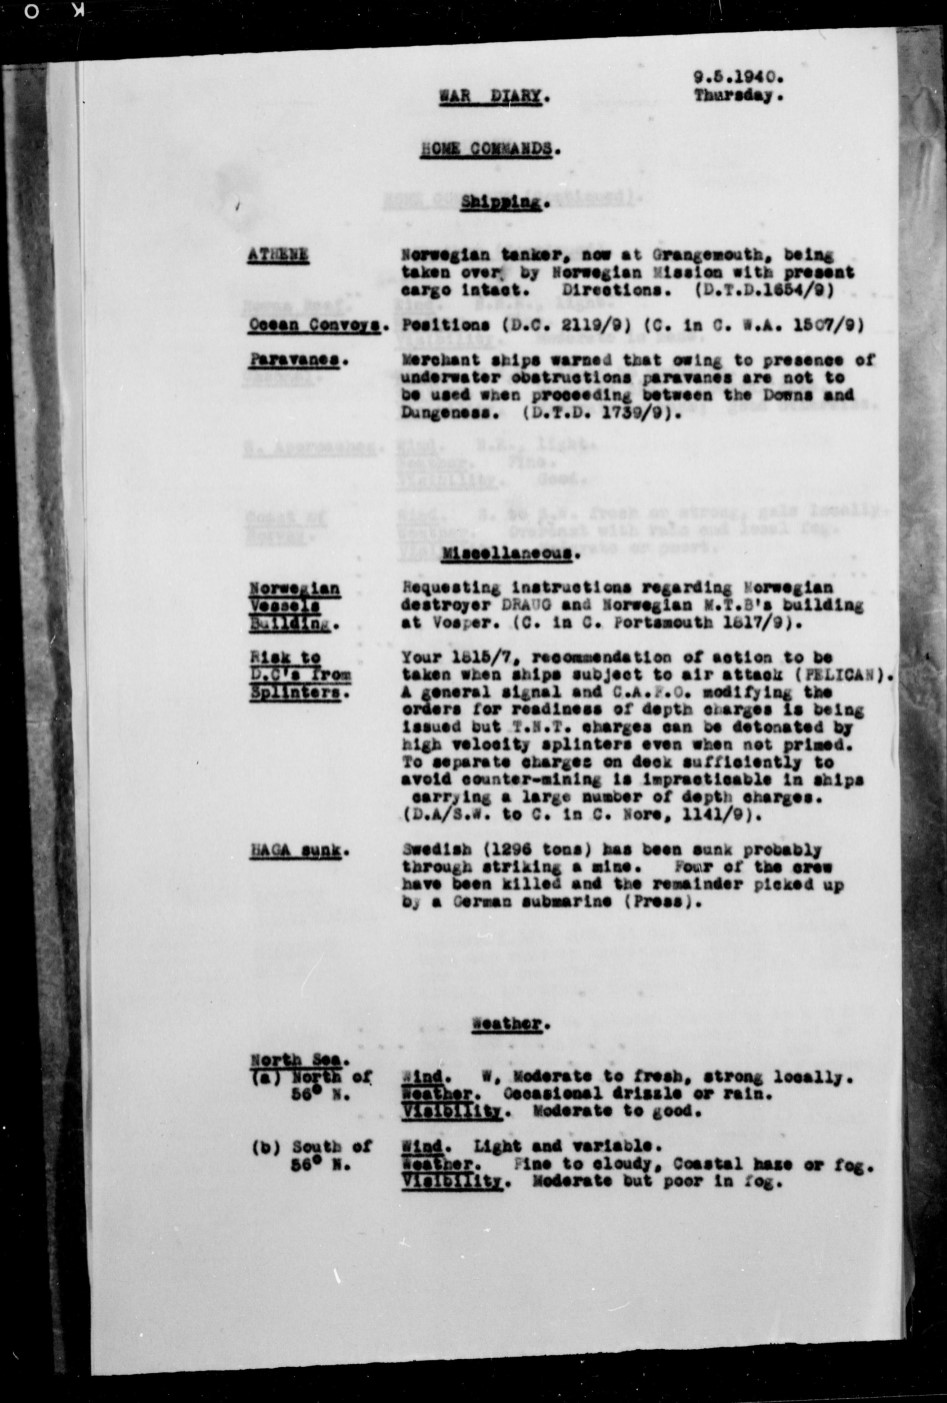 9.5.1940.
WAR DIARY. Thursday.
HOME COMMANDS.
Shipping.
ATHENE Norwegian tanker, now at Grangemouth, being
taken over by Norwegian Mission with present
cargo intact. Directions. (D.T.D.1654/9)
Ocean Convoys. Positions (D.C. 2119/9) (C. in C. W.A. 1507/9)
Paravanes. Merchant ships warned that owing to presence of
underwater obstructions paravanes are not to
be used when proceeding between the Downs and
Dungeness. (D.T.D. 1739/9).
Miscellaneous.
Norwegian Requesting instructions regarding Norwegian
Vessels destroyer DRAUG and Norwegian M.T.B's building
Building. at Vosper. (C. in C. Portsmouth 1617/9).
Risk to Your 1515/7, recommendation of action to be
D.C's from taken when ships subject to air attack (PELICAN).
Splinters. A general signal and C.A.F.O. modifying the
orders for readiness of depth charges is being
issued but T.N.T. charges can be detonated by
high velocity splinters even when not primed.
To separate charges on deck sufficiently to
avoid counter-mining is impracticable in ships
carrying a large number of depth charges.
(D.A/S.W. to C. in C. Nore, 1141/9).
HAGA sunk. Swedish (1296 tons) has been sunk probably
through striking a mine. Four of the crew
have been killed and the remainder picked up
by a German submarine (Press).
Weather.
North Sea.
(a) North of Wind. W, Moderate to fresh, strong locally.
56° N. Weather. Occasional drizzle or rain.
Visibility. Moderate to good.
(b) South of Wind. Light and variable.
56° N. Weather. Fine to cloudy, Coastal haze or fog.
Visibility. Moderate but poor in fog.